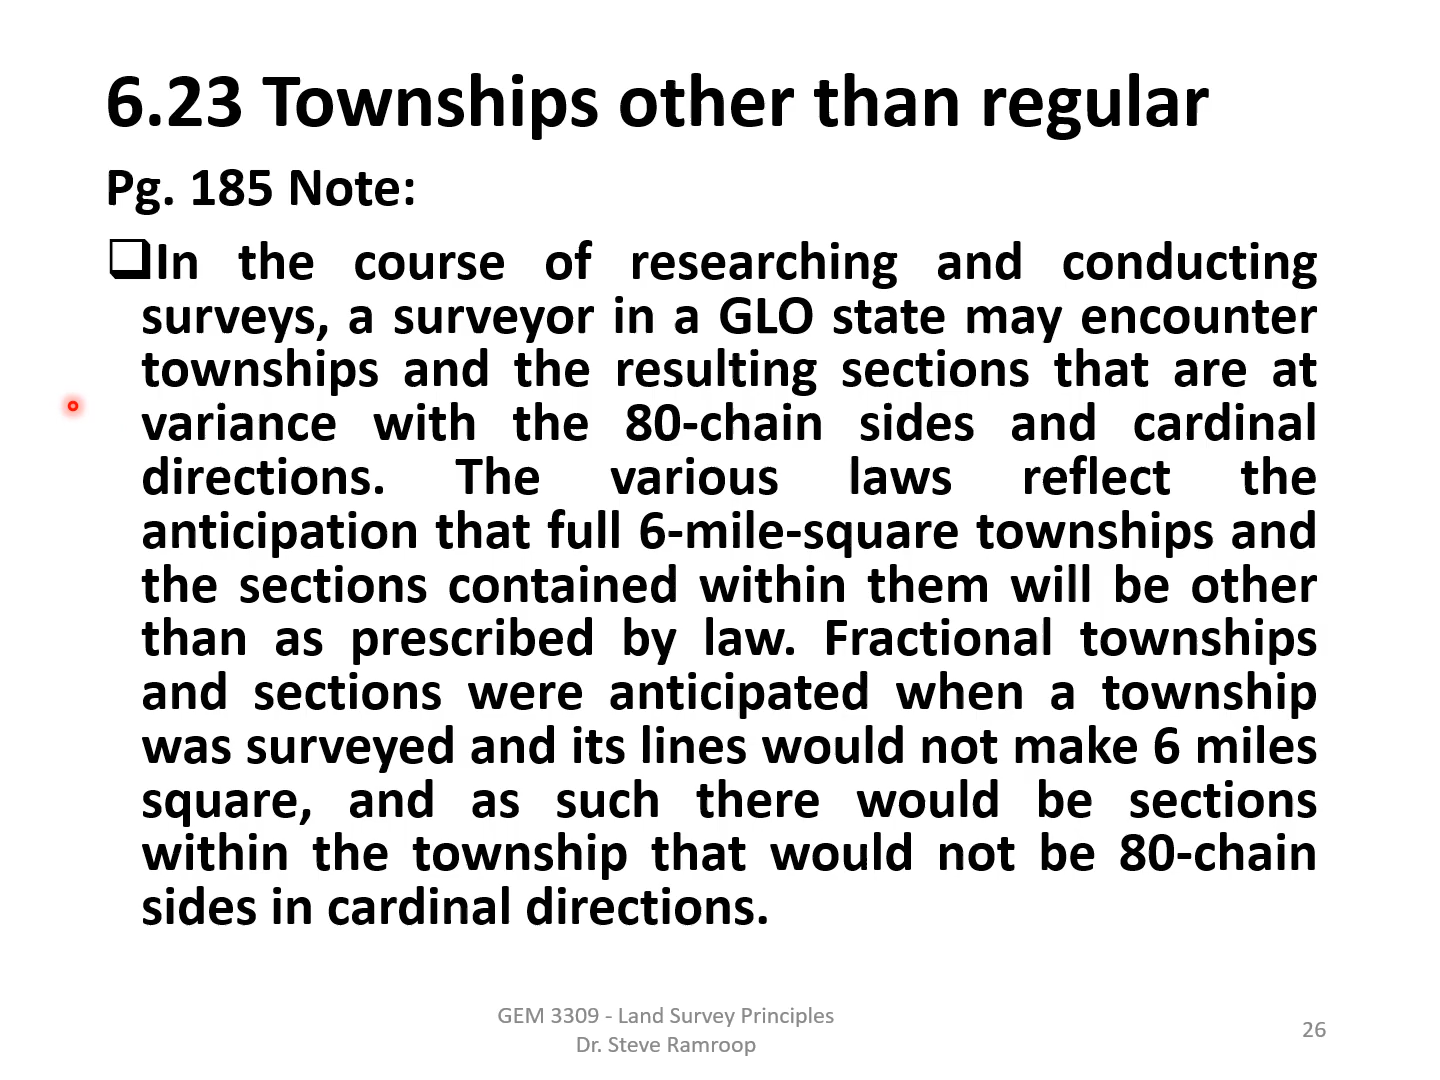 6.23 Townships other than regular
Pg. 185 Note:
❑In the course of researching and conducting
surveys, a surveyor in a GLO state may encounter
townships and the resulting sections that are at
variance with the 80-chain sides and cardinal
directions. The various laws reflect the
anticipation that full 6-mile-square townships and
the sections contained within them will be other
than as prescribed by law. Fractional townships
and sections were anticipated when a township
was surveyed and its lines would not make 6 miles
square, and as such there would be sections
within the township that would not be 80-chain
sides in cardinal directions.
GEM 3309 - Land Survey Principles
Dr. Steve Ramroop
26